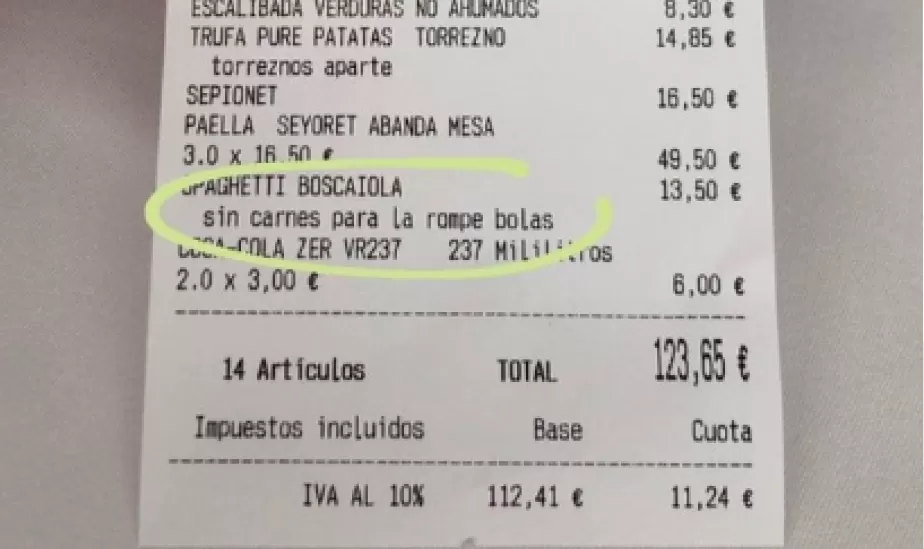 ESCALIBADA VERDURAS NO AHUMADOS 8,30 €
TRUFA PURE PATATAS TORREZNO 14,85 €
torreznos aparte
SEPIONET 16,50 €
PAELLA SEYORET ABANDA MESA
3.0 x 16,50 € 49,50 €
SPAGHETTI BOSCAIOLA 13,50 €
sin carnes para la rompe bolas
COCA-COLA ZER VR237 237 Mililitros
2.0 x 3,00 € 6,00 €
14 Artículos TOTAL 123,65 €
Impuestos incluidos Base Cuota
IVA AL 10% 112,41 € 11,24 €